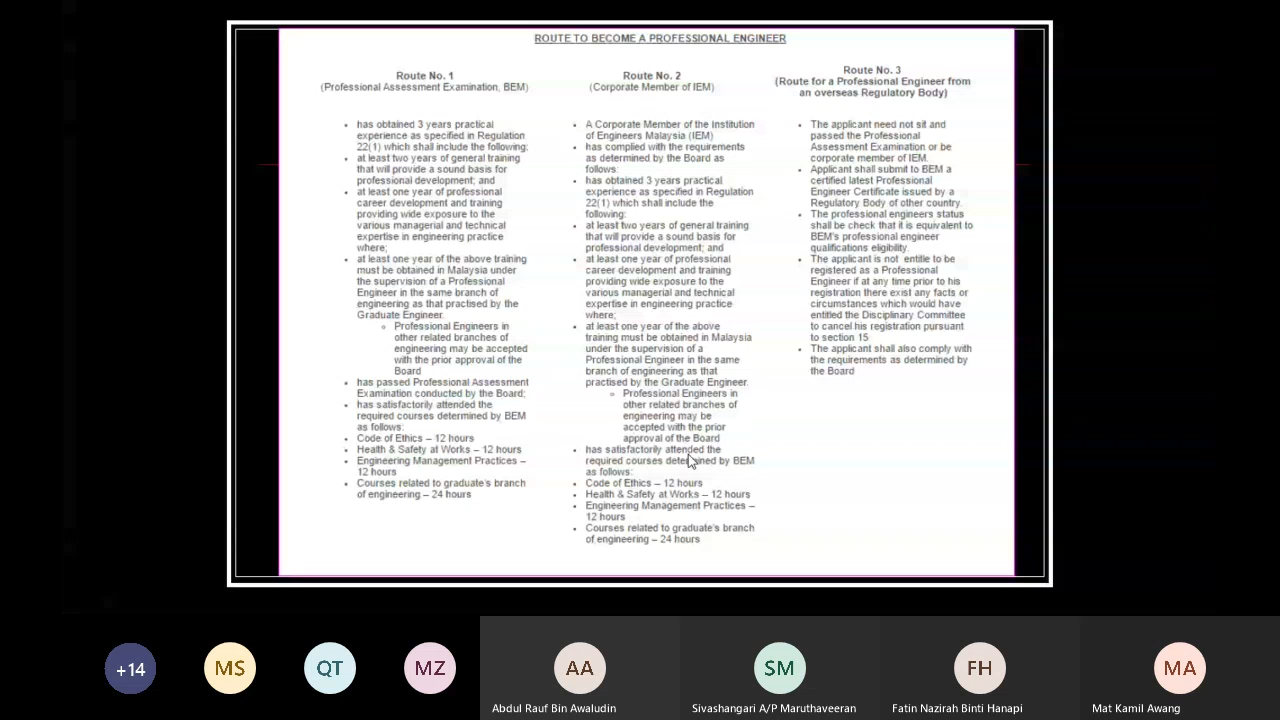 ROUTE TO BECOME A PROFESSIONAL ENGINEER
Route No. 1
(Professional Assessment Examination, BEM)
has obtained 3 years practical
experience as specified in Regulation
22(1) which shall include the following:
at least two years of general training
that will provide a sound basis for
professional development; and
at least one year of professional
career development and training
providing wide exposure to the
various managerial and technical
expertise in engineering practice
where;
at least one year of the above training
must be obtained in Malaysia under
the supervision of a Professional
Engineer in the same branch of
engineering as that practised by the
Graduate Engineer.
Professional Engineers in
other related branches of
engineering may be accepted
with the prior approval of the
Board
has passed Professional Assessment
Examination conducted by the Board;
has satisfactorily attended the
required courses determined by BEM
as follows:
Code of Ethics – 12 hours
Health & Safety at Works – 12 hours
Engineering Management Practices –
12 hours
Courses related to graduate's branch
of engineering – 24 hours
Route No. 2
(Corporate Member of IEM)
A Corporate Member of the Institution
of Engineers Malaysia (IEM)
has complied with the requirements
as determined by the Board as
follows:
has obtained 3 years practical
experience as specified in Regulation
22(1) which shall include the
following:
at least two years of general training
that will provide a sound basis for
professional development; and
at least one year of professional
career development and training
providing wide exposure to the
various managerial and technical
expertise in engineering practice
where;
at least one year of the above
training must be obtained in Malaysia
under the supervision of a
Professional Engineer in the same
branch of engineering as that
practised by the Graduate Engineer.
Professional Engineers in
other related branches of
engineering may be
accepted with the prior
approval of the Board
has satisfactorily attended the
required courses determined by BEM
as follows:
Code of Ethics – 12 hours
Health & Safety at Works – 12 hours
Engineering Management Practices –
12 hours
Courses related to graduate's branch
of engineering – 24 hours
Route No. 3
(Route for a Professional Engineer from
an overseas Regulatory Body)
The applicant need not sit and
passed the Professional
Assessment Examination or be
corporate member of IEM.
Applicant shall submit to BEM a
certified latest Professional
Engineer Certificate issued by a
Regulatory Body of other country.
The professional engineers status
shall be check that it is equivalent to
BEM's professional engineer
qualifications eligibility.
The applicant is not entitle to be
registered as a Professional
Engineer if at any time prior to his
registration there exist any facts or
circumstances which would have
entitled the Disciplinary Committee
to cancel his registration pursuant
to section 15
The applicant shall also comply with
the requirements as determined by
the Board
+14
MS
QT
MZ
AA
SM
FH
MA
Abdul Rauf Bin Awaludin
Sivashangari A/P Maruthaveeran
Fatin Nazirah Binti Hanapi
Mat Kamil Awang